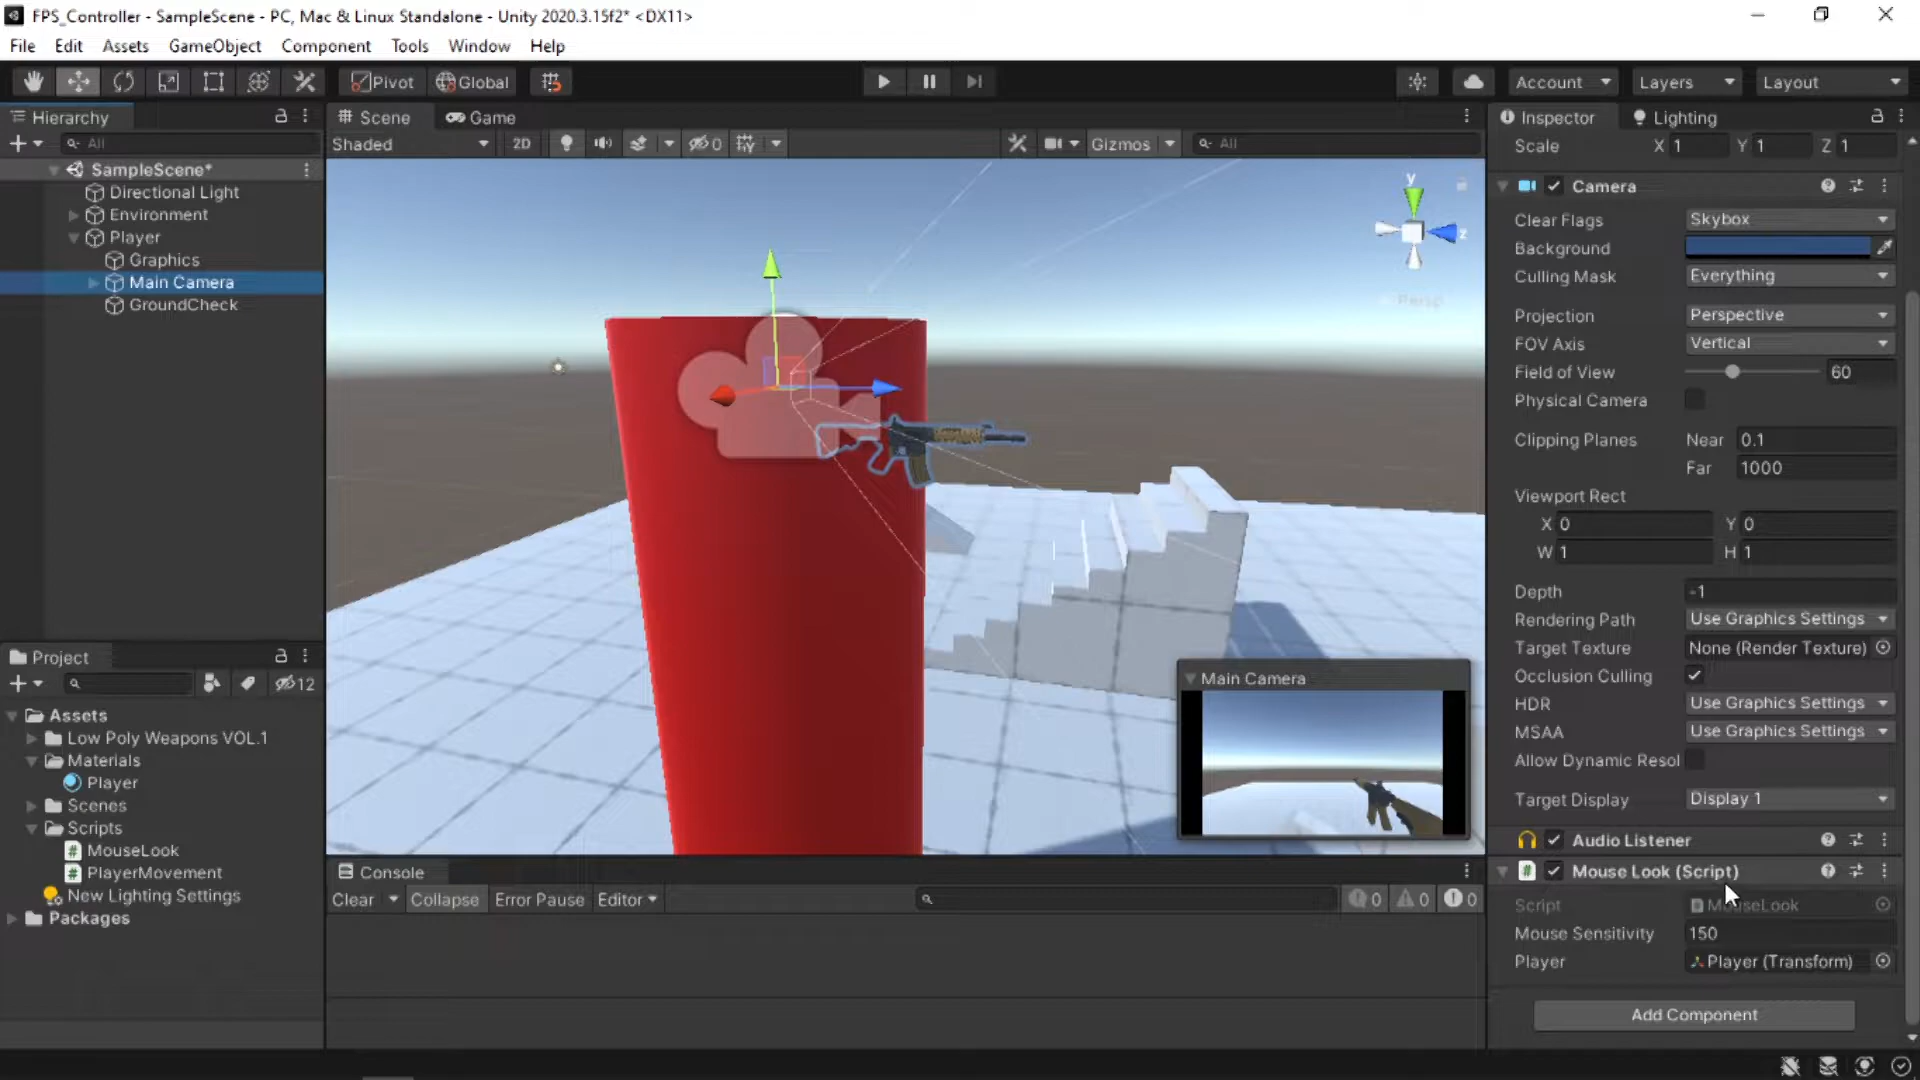 FPS_Controller - SampleScene - PC, Mac & Linux Standalone - Unity 2020.3.15f2* <DX11>
File Edit Assets GameObject Component Tools Window Help
Pivot Global Account Layers Layout
Hierarchy
All
SampleScene*
Directional Light
Environment
Player
Graphics
Main Camera
GroundCheck
Scene Game
Shaded 2D 0 Gizmos All
y
z
Persp
Main Camera
Project
12
Assets
Low Poly Weapons VOL.1
Materials
Player
Scenes
Scripts
MouseLook
PlayerMovement
New Lighting Settings
Packages
Console
Clear Collapse Error Pause Editor 0 0 0
Inspector Lighting
Scale X 1 Y 1 Z 1
Camera
Clear Flags Skybox
Background
Culling Mask Everything
Projection Perspective
FOV Axis Vertical
Field of View 60
Physical Camera
Clipping Planes Near 0.1
Far 1000
Viewport Rect
X 0 Y 0
W 1 H 1
Depth -1
Rendering Path Use Graphics Settings
Target Texture None (Render Texture)
Occlusion Culling
HDR Use Graphics Settings
MSAA Use Graphics Settings
Allow Dynamic Resol
Target Display Display 1
Audio Listener
# Mouse Look (Script)
Script MouseLook
Mouse Sensitivity 150
Player Player (Transform)
Add Component